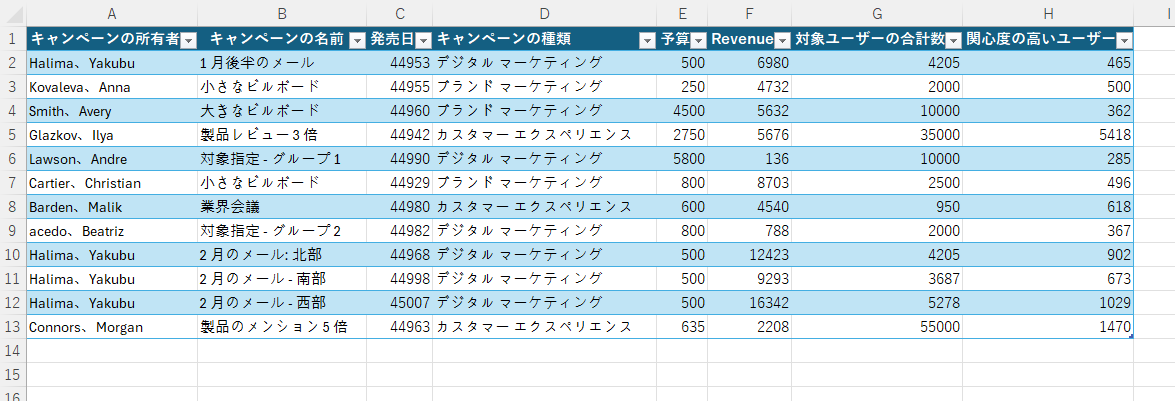 A B C D E F G H I
1 キャンペーンの所有者 キャンペーンの名前 発売日 キャンペーンの種類 予算 Revenue 対象ユーザーの合計数 関心度の高いユーザー
2 Halima、Yakubu 1 月後半のメール 44953 デジタル マーケティング 500 6980 4205 465
3 Kovaleva、Anna 小さなビルボード 44955 ブランド マーケティング 250 4732 2000 500
4 Smith、Avery 大きなビルボード 44960 ブランド マーケティング 4500 5632 10000 362
5 Glazkov、Ilya 製品レビュー 3 倍 44942 カスタマー エクスペリエンス 2750 5676 35000 5418
6 Lawson、Andre 対象指定 - グループ 1 44990 デジタル マーケティング 5800 136 10000 285
7 Cartier、Christian 小さなビルボード 44929 ブランド マーケティング 800 8703 2500 496
8 Barden、Malik 業界会議 44980 カスタマー エクスペリエンス 600 4540 950 618
9 acedo、Beatriz 対象指定 - グループ 2 44982 デジタル マーケティング 800 788 2000 367
10 Halima、Yakubu 2 月のメール: 北部 44968 デジタル マーケティング 500 12423 4205 902
11 Halima、Yakubu 2 月のメール - 南部 44998 デジタル マーケティング 500 9293 3687 673
12 Halima、Yakubu 2 月のメール - 西部 45007 デジタル マーケティング 500 16342 5278 1029
13 Connors、Morgan 製品のメンション 5 倍 44963 カスタマー エクスペリエンス 635 2208 55000 1470
14
15
16